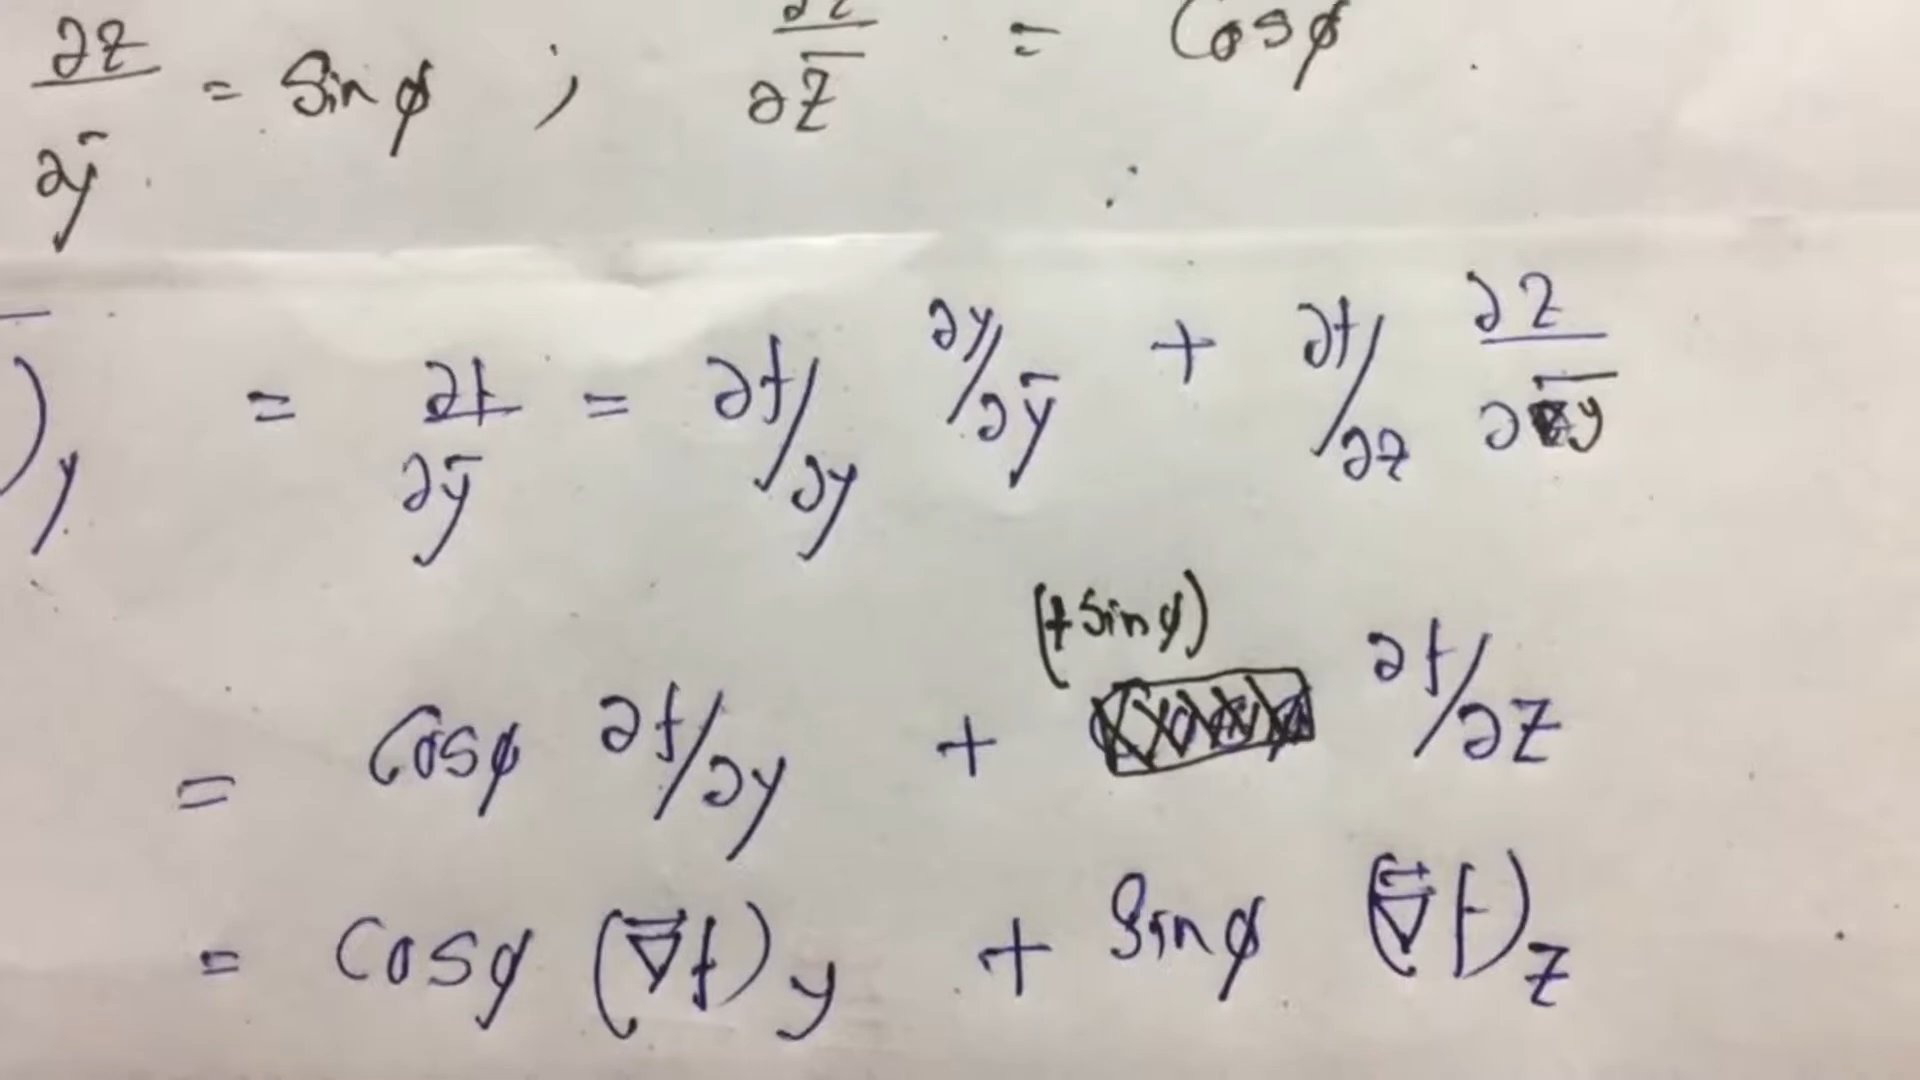 ∂z/∂ȳ = Sin φ ; ∂z/∂z̄ = Cos φ
)y = ∂f/∂ȳ = ∂f/∂y ∂y/∂ȳ + ∂f/∂z ∂z/∂ȳ
(+ Sin φ)
= Cos φ ∂f/∂y + ∂f/∂z
= Cos φ (∇⃗f)y + Sin φ (∇⃗f)z